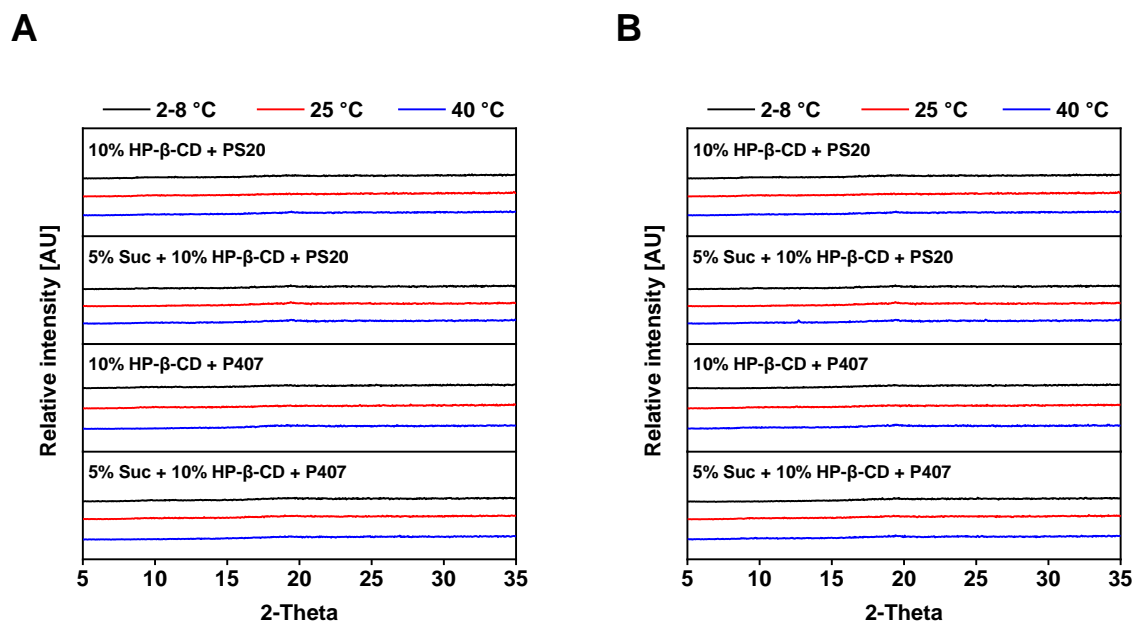 A
2-8 °C 25 °C 40 °C
10% HP-β-CD + PS20
5% Suc + 10% HP-β-CD + PS20
10% HP-β-CD + P407
5% Suc + 10% HP-β-CD + P407
Relative intensity [AU]
5 10 15 20 25 30 35
2-Theta
B
2-8 °C 25 °C 40 °C
10% HP-β-CD + PS20
5% Suc + 10% HP-β-CD + PS20
10% HP-β-CD + P407
5% Suc + 10% HP-β-CD + P407
Relative intensity [AU]
5 10 15 20 25 30 35
2-Theta